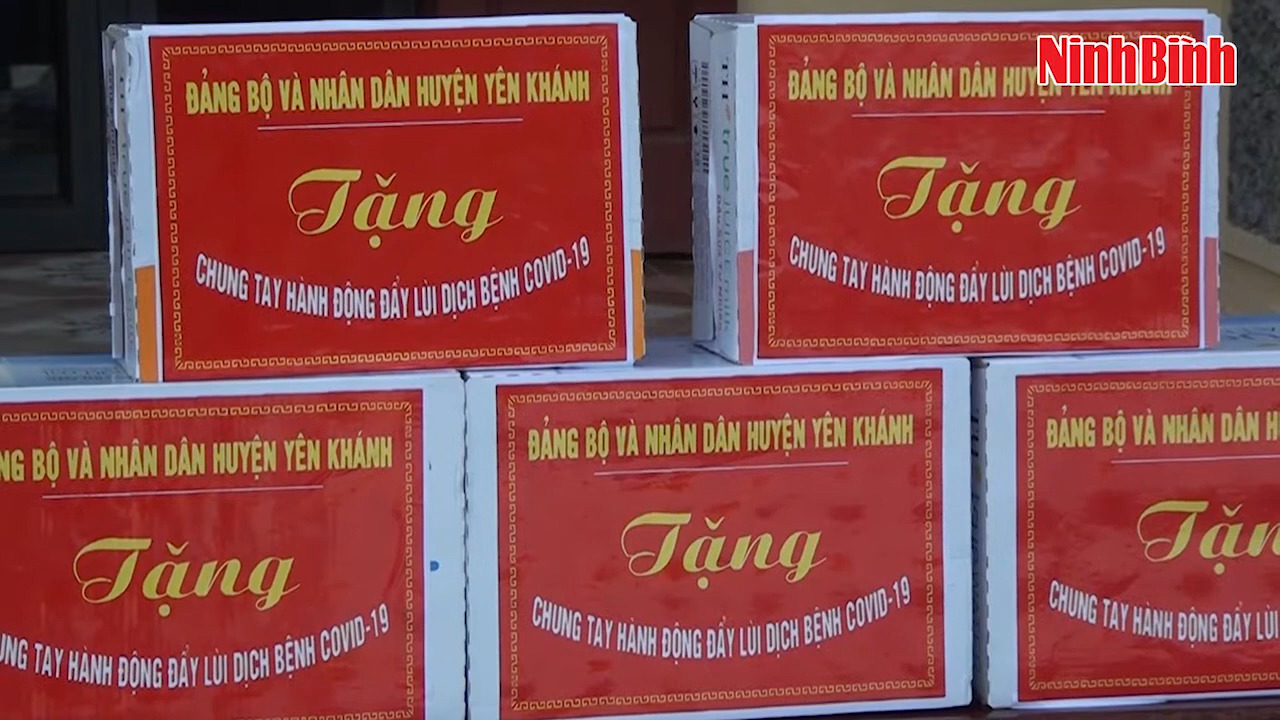 NinhBình
ĐẢNG BỘ VÀ NHÂN DÂN HUYỆN YÊN KHÁNH
Tặng
CHUNG TAY HÀNH ĐỘNG ĐẨY LÙI DỊCH BỆNH COVID-19
ĐẢNG BỘ VÀ NHÂN DÂN HUYỆN YÊN KHÁNH
Tặng
CHUNG TAY HÀNH ĐỘNG ĐẨY LÙI DỊCH BỆNH COVID-19
TH true JUICE milk
BỘ VÀ NHÂN DÂN HUYỆN YÊN KHÁNH
Tặng
TAY HÀNH ĐỘNG ĐẨY LÙI DỊCH BỆNH COVID-19
ĐẢNG BỘ VÀ NHÂN DÂN HUYỆN YÊN KHÁNH
Tặng
CHUNG TAY HÀNH ĐỘNG ĐẨY LÙI DỊCH BỆNH COVID-19
ĐẢNG BỘ VÀ NHÂN DÂN
Tặn
CHUNG TAY HÀNH ĐỘNG ĐẨY LÙI